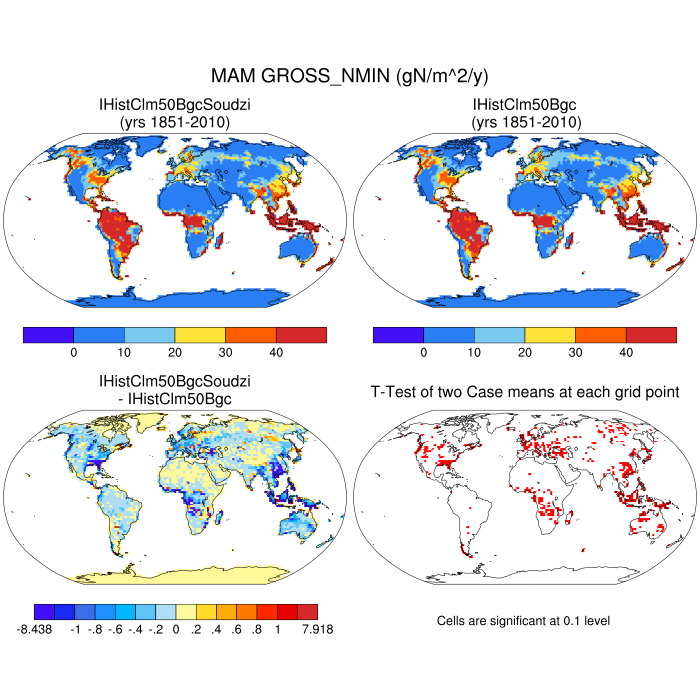 MAM GROSS_NMIN (gN/m^2/y)
IHistClm50BgcSoudzi
(yrs 1851-2010)
IHistClm50Bgc
(yrs 1851-2010)
0 10 20 30 40
0 10 20 30 40
IHistClm50BgcSoudzi
- IHistClm50Bgc
T-Test of two Case means at each grid point
-8.438 -1 -.8 -.6 -.4 -.2 0 .2 .4 .6 .8 1 7.918
Cells are significant at 0.1 level